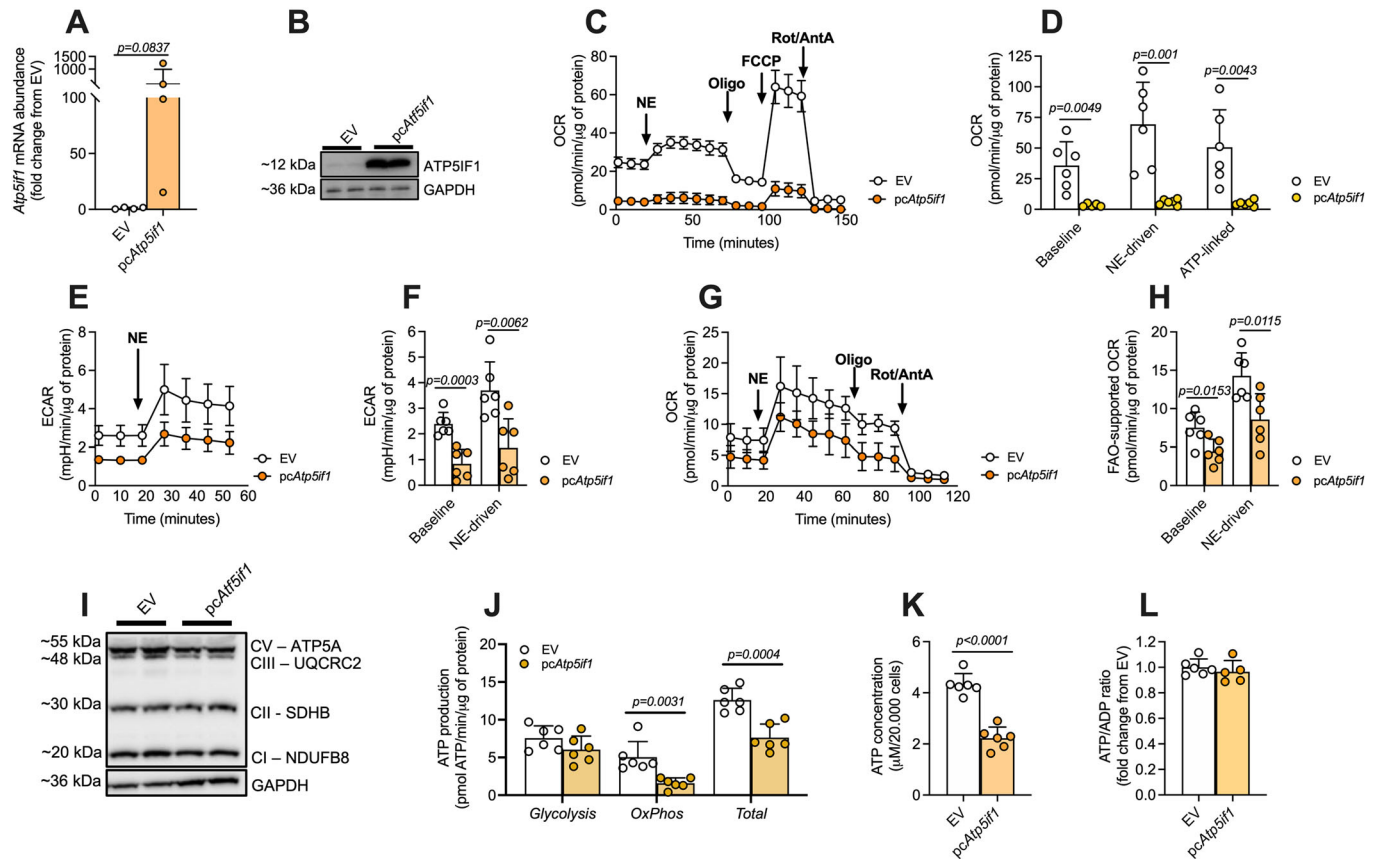 A
p=0.0837
1500
1000
100
50
0
Atp5if1 mRNA abundance
(fold change from EV)
EV
pcAtp5if1
B
EV
pcAtf5if1
~12 kDa
ATP5IF1
~36 kDa
GAPDH
C
80
60
40
20
0
OCR
(pmol/min/µg of protein)
NE
Oligo
FCCP
Rot/AntA
0
50
100
150
Time (minutes)
EV
pcAtp5if1
D
125
100
75
50
25
0
OCR
(pmol/min/µg of protein)
p=0.0049
p=0.001
p=0.0043
Baseline
NE-driven
ATP-linked
EV
pcAtp5if1
E
8
6
4
2
0
ECAR
(mpH/min/µg of protein)
NE
0 10 20 30 40 50 60
Time (minutes)
EV
pcAtp5if1
F
6
5
4
3
2
1
0
ECAR
(mpH/min/µg of protein)
p=0.0003
p=0.0062
Baseline
NE-driven
EV
pcAtp5if1
G
25
20
15
10
5
0
OCR
(pmol/min/µg of protein)
NE
Oligo
Rot/AntA
0 20 40 60 80 100 120
Time (minutes)
EV
pcAtp5if1
H
20
15
10
5
0
FAO-supported OCR
(pmol/min/µg of protein)
p=0.0153
p=0.0115
Baseline
NE-driven
EV
pcAtp5if1
I
EV
pcAtf5if1
~55 kDa
~48 kDa
~30 kDa
~20 kDa
~36 kDa
CV – ATP5A
CIII – UQCRC2
CII - SDHB
CI – NDUFB8
GAPDH
J
20
15
10
5
0
ATP production
(pmol ATP/min/µg of protein)
EV
pcAtp5if1
p=0.0031
p=0.0004
Glycolysis
OxPhos
Total
K
6
4
2
0
ATP concentration
(µM/20.000 cells)
p<0.0001
EV
pcAtp5if1
L
1.2
1.0
0.8
0.6
0.4
0.2
0.0
ATP/ADP ratio
(fold change from EV)
EV
pcAtp5if1